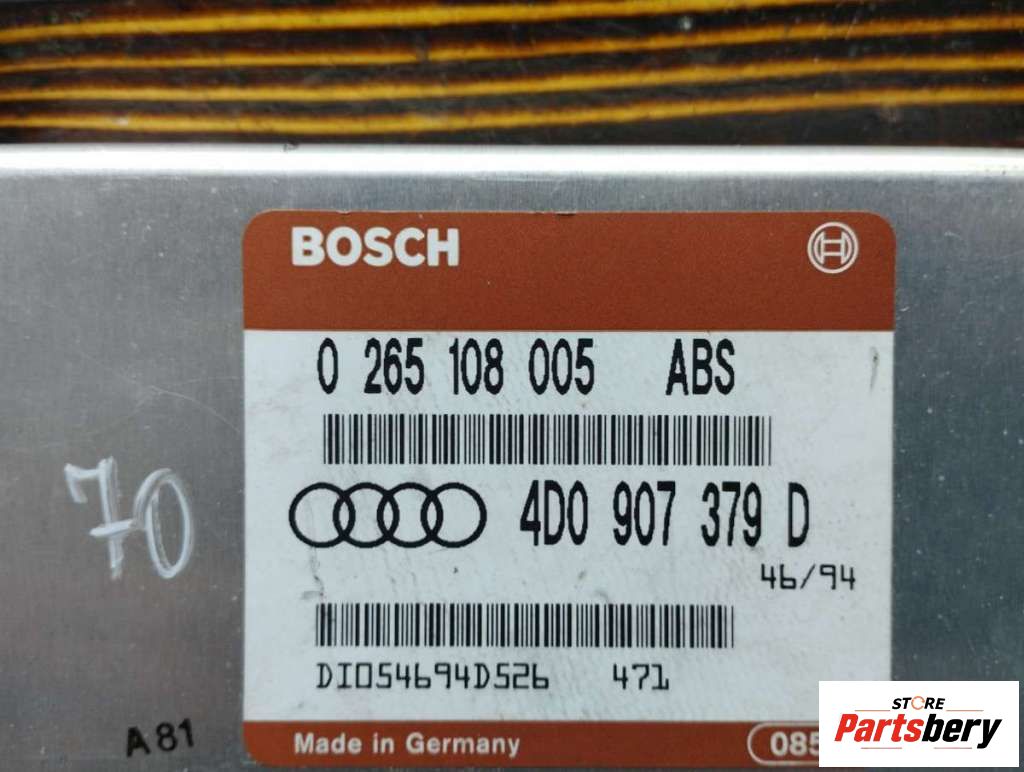 BOSCH
0 265 108 005 ABS
4D0 907 379 D
46/94
DI054694D526 471
70
A81
Made in Germany
085
STORE
Partsbery